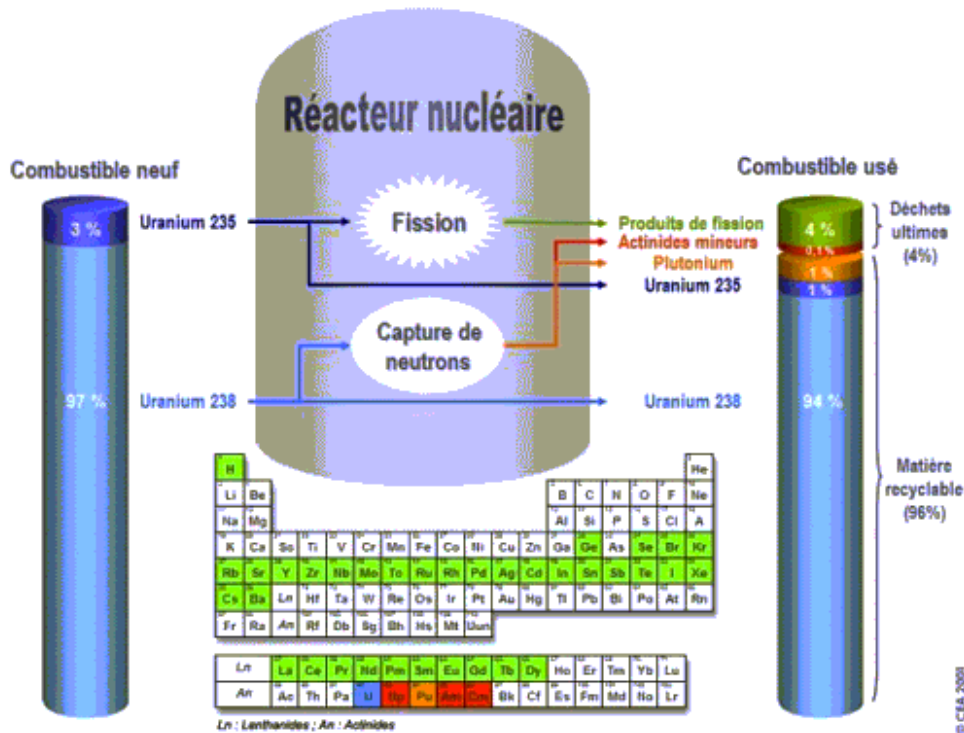 Réacteur nucléaire
Combustible neuf
Combustible usé
3 %
Uranium 235
Fission
Produits de fission
Actinides mineurs
Plutonium
Uranium 235
4 %
0,1 %
1 %
1 %
Déchets
ultimes
(4%)
Capture de
neutrons
97 %
Uranium 238
Uranium 238
94 %
Matière
recyclable
(96%)
H He
Li Be B C N O F Ne
Na Mg Al Si P S Cl A
K Ca Sc Ti V Cr Mn Fe Co Ni Cu Zn Ga Ge As Se Br Kr
Rb Sr Y Zr Nb Mo Tc Ru Rh Pd Ag Cd In Sn Sb Te I Xe
Cs Ba Ln Hf Ta W Re Os Ir Pt Au Hg Tl Pb Bi Po At Rn
Fr Ra An Rf Db Sg Bh Hs Mt Uun
Ln La Ce Pr Nd Pm Sm Eu Gd Tb Dy Ho Er Tm Yb Lu
An Ac Th Pa U Np Pu Am Cm Bk Cf Es Fm Md No Lr
Ln : Lanthanides ; An : Actinides
© CEA 2000